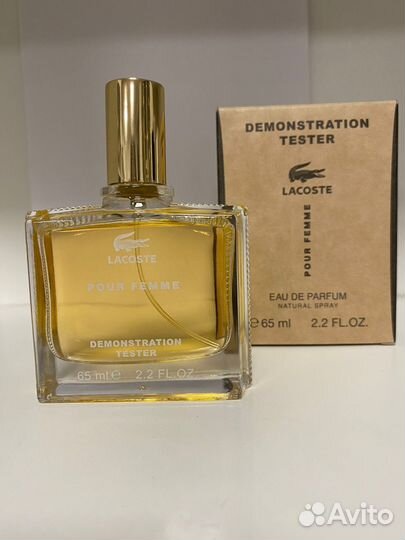 LACOSTE
POUR FEMME
DEMONSTRATION
TESTER
65 ml e 2.2 FL.OZ.
DEMONSTRATION
TESTER
LACOSTE
POUR FEMME
EAU DE PARFUM
NATURAL SPRAY
e 65 ml 2.2 FL.OZ.
Avito